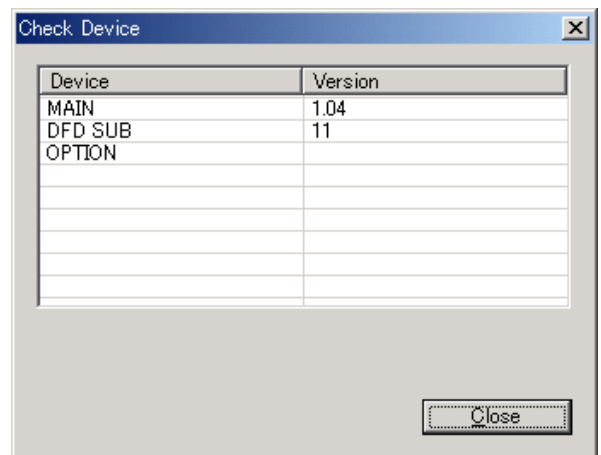 Check Device
Device Version
MAIN 1.04
DFD SUB 11
OPTION
Close